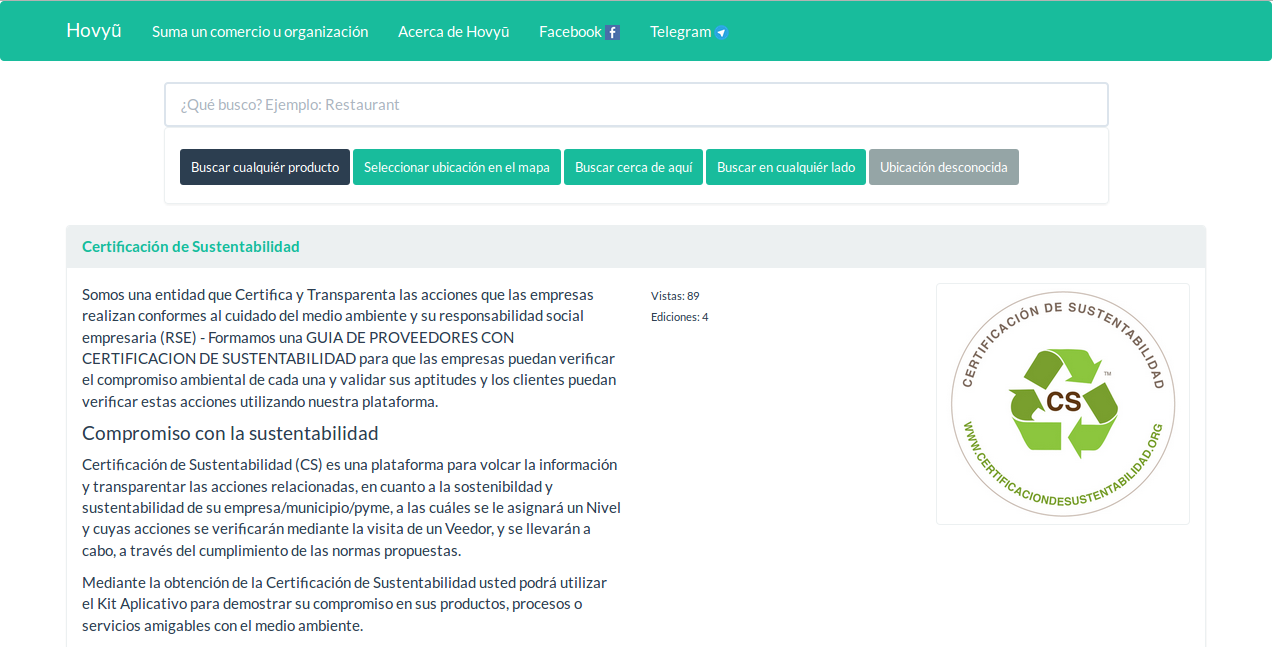 Hovyũ
Suma un comercio u organización
Acerca de Hovyũ
Facebook
Telegram
¿Qué busco? Ejemplo: Restaurant
Buscar cualquiér producto
Seleccionar ubicación en el mapa
Buscar cerca de aquí
Buscar en cualquiér lado
Ubicación desconocida
Certificación de Sustentabilidad
Somos una entidad que Certifica y Transparenta las acciones que las empresas
realizan conformes al cuidado del medio ambiente y su responsabilidad social
empresaria (RSE) - Formamos una GUIA DE PROVEEDORES CON
CERTIFICACION DE SUSTENTABILIDAD para que las empresas puedan verificar
el compromiso ambiental de cada una y validar sus aptitudes y los clientes puedan
verificar estas acciones utilizando nuestra plataforma.
Compromiso con la sustentabilidad
Certificación de Sustentabilidad (CS) es una plataforma para volcar la información
y transparentar las acciones relacionadas, en cuanto a la sostenibildad y
sustentabilidad de su empresa/municipio/pyme, a las cuáles se le asignará un Nivel
y cuyas acciones se verificarán mediante la visita de un Veedor, y se llevarán a
cabo, a través del cumplimiento de las normas propuestas.
Mediante la obtención de la Certificación de Sustentabilidad usted podrá utilizar
el Kit Aplicativo para demostrar su compromiso en sus productos, procesos o
servicios amigables con el medio ambiente.
Vistas: 89
Ediciones: 4
CERTIFICACIÓN DE SUSTENTABILIDAD
TM
CS
WWW.CERTIFICACIONDESUSTENTABILIDAD.ORG